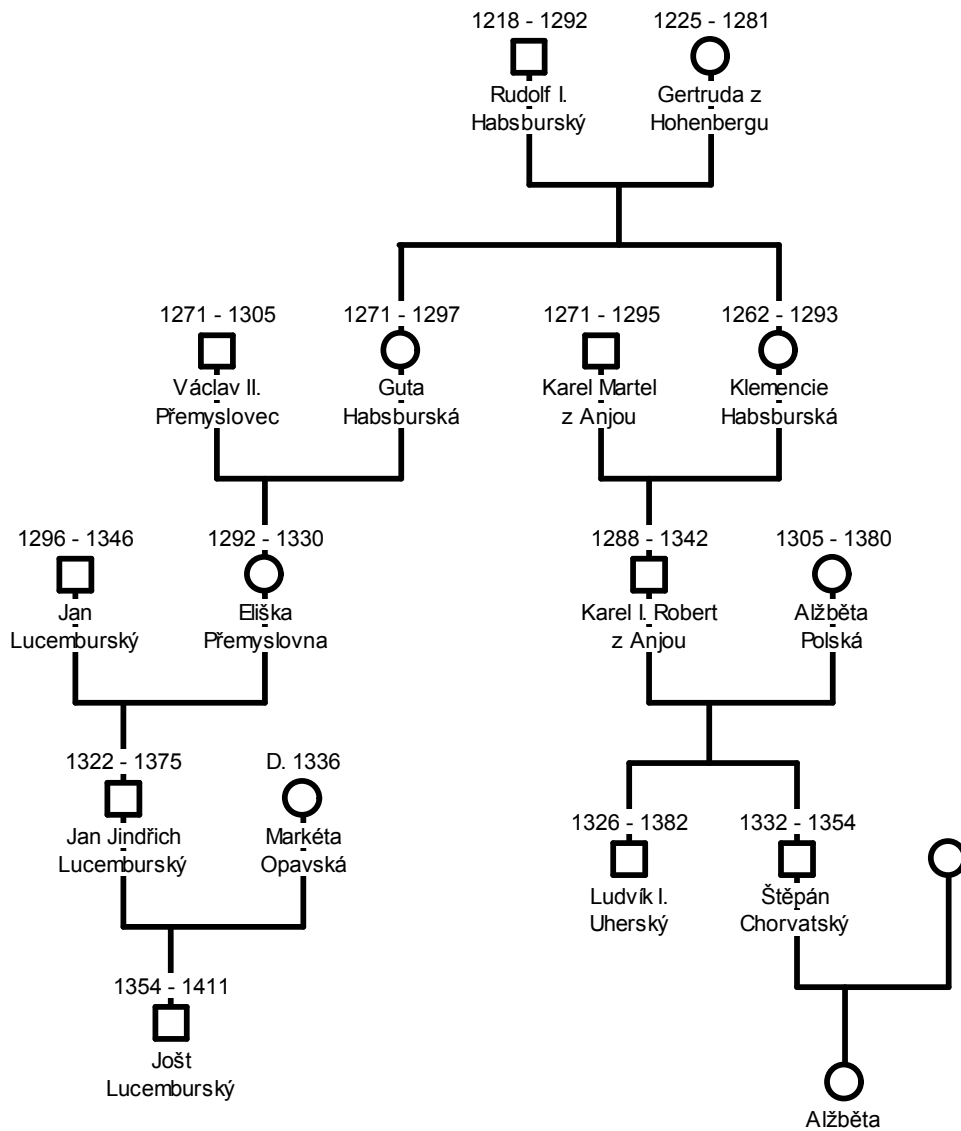 1218 - 1292
Rudolf I.
Habsburský
1225 - 1281
Gertruda z
Hohenbergu
1271 - 1305
Václav II.
Přemyslovec
1271 - 1297
Guta
Habsburská
1271 - 1295
Karel Martel
z Anjou
1262 - 1293
Klemencie
Habsburská
1296 - 1346
Jan
Lucemburský
1292 - 1330
Eliška
Přemyslovna
1288 - 1342
Karel I. Robert
z Anjou
1305 - 1380
Alžběta
Polská
1322 - 1375
Jan Jindřich
Lucemburský
D. 1336
Markéta
Opavská
1326 - 1382
Ludvík I.
Uherský
1332 - 1354
Štěpán
Chorvatský
1354 - 1411
Jošt
Lucemburský
Alžběta